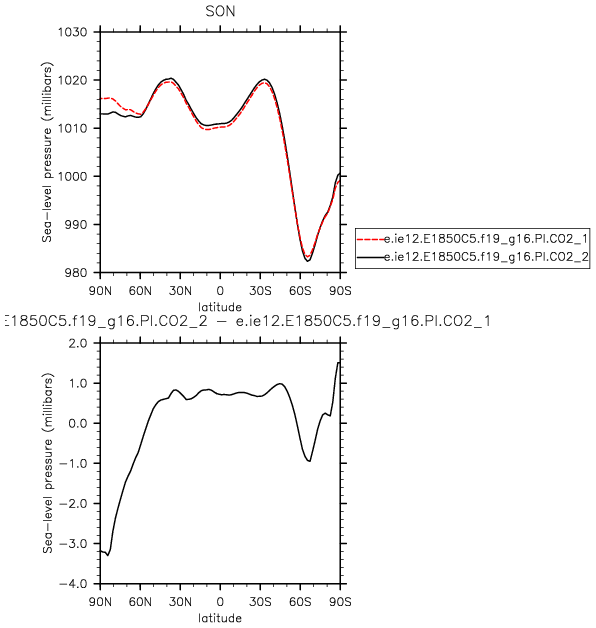 SON
1030
1020
1010
1000
990
980
Sea-level pressure (millibars)
90N 60N 30N 0 30S 60S 90S
latitude
e.ie12.E1850C5.f19_g16.PI.CO2_1
e.ie12.E1850C5.f19_g16.PI.CO2_2
E1850C5.f19_g16.PI.CO2_2 - e.ie12.E1850C5.f19_g16.PI.CO2_1
2.0
1.0
0.0
-1.0
-2.0
-3.0
-4.0
Sea-level pressure (millibars)
90N 60N 30N 0 30S 60S 90S
latitude